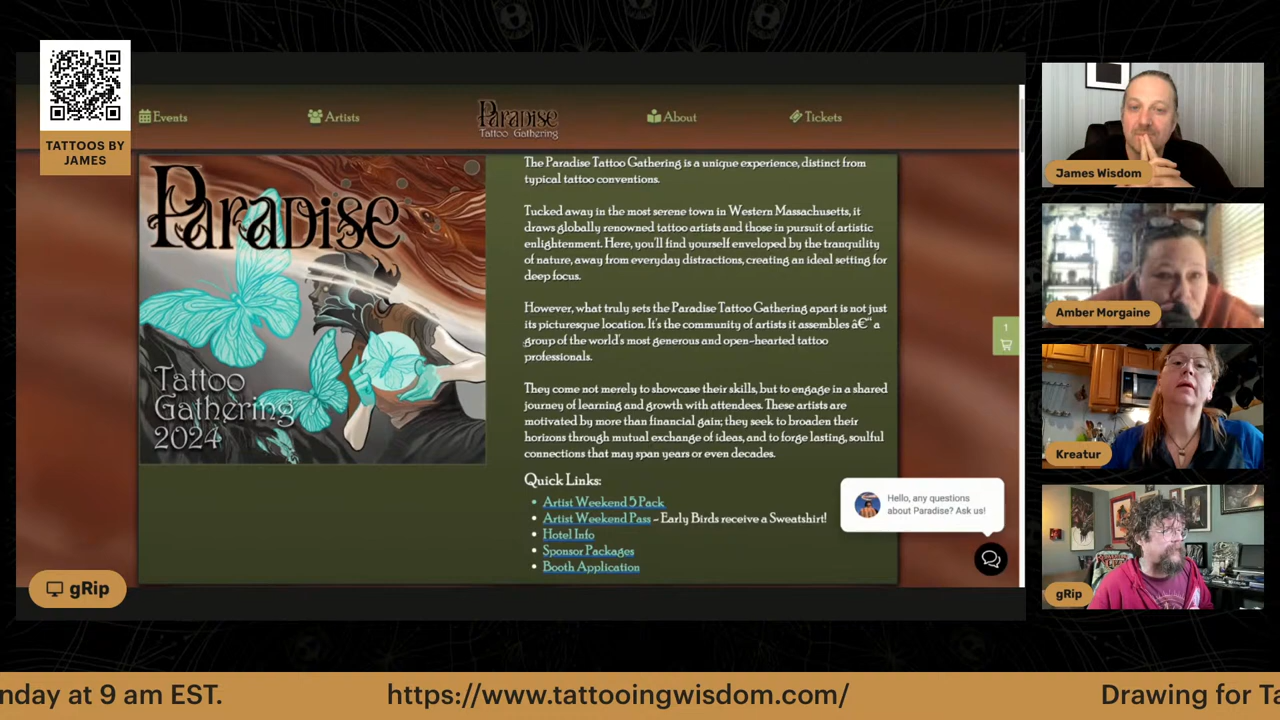 TATTOOS BY
JAMES
Events
Artists
Paradise
Tattoo Gathering
About
Tickets
Paradise
Tattoo
Gathering
2024
The Paradise Tattoo Gathering is a unique experience, distinct from
typical tattoo conventions.
Tucked away in the most serene town in Western Massachusetts, it
draws globally renowned tattoo artists and those in pursuit of artistic
enlightenment. Here, you'll find yourself enveloped by the tranquility
of nature, away from everyday distractions, creating an ideal setting for
deep focus.
However, what truly sets the Paradise Tattoo Gathering apart is not just
its picturesque location. It's the community of artists it assembles â€“ a
group of the world's most generous and open-hearted tattoo
professionals.
They come not merely to showcase their skills, but to engage in a shared
journey of learning and growth with attendees. These artists are
motivated by more than financial gain; they seek to broaden their
horizons through mutual exchange of ideas, and to forge lasting, soulful
connections that may span years or even decades.
Quick Links:
• Artist Weekend 5 Pack
• Artist Weekend Pass - Early Birds receive a Sweatshirt!
• Hotel Info
• Sponsor Packages
• Booth Application
1
Hello, any questions
about Paradise? Ask us!
gRip
James Wisdom
Amber Morgaine
Kreatur
gRip
nday at 9 am EST.
https://www.tattooingwisdom.com/
Drawing for Ta